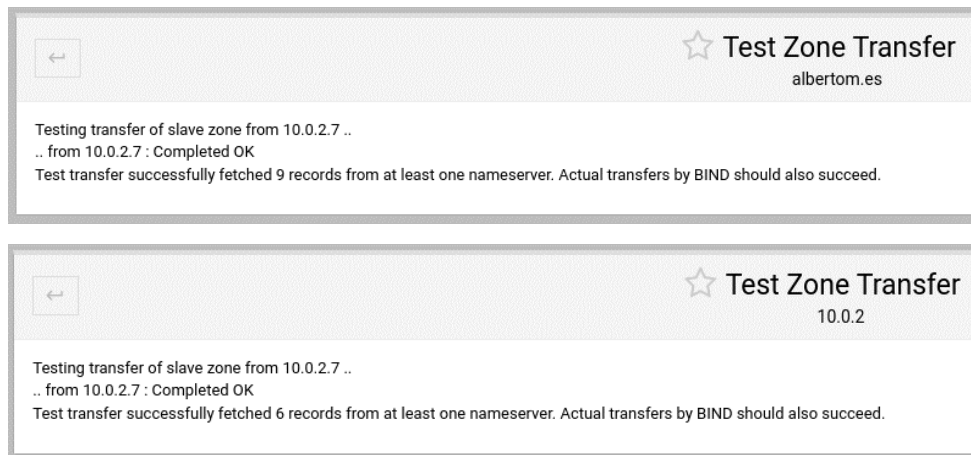 Test Zone Transfer
albertom.es
Testing transfer of slave zone from 10.0.2.7 ..
.. from 10.0.2.7 : Completed OK
Test transfer successfully fetched 9 records from at least one nameserver. Actual transfers by BIND should also succeed.
Test Zone Transfer
10.0.2
Testing transfer of slave zone from 10.0.2.7 ..
.. from 10.0.2.7 : Completed OK
Test transfer successfully fetched 6 records from at least one nameserver. Actual transfers by BIND should also succeed.